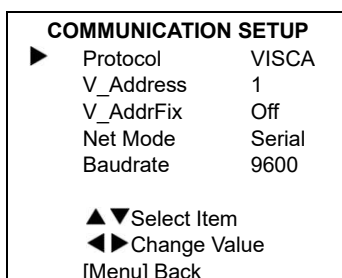 COMMUNICATION SETUP
▶ Protocol VISCA
V_Address 1
V_AddrFix Off
Net Mode Serial
Baudrate 9600
▲▼Select Item
◀▶Change Value
[Menu] Back